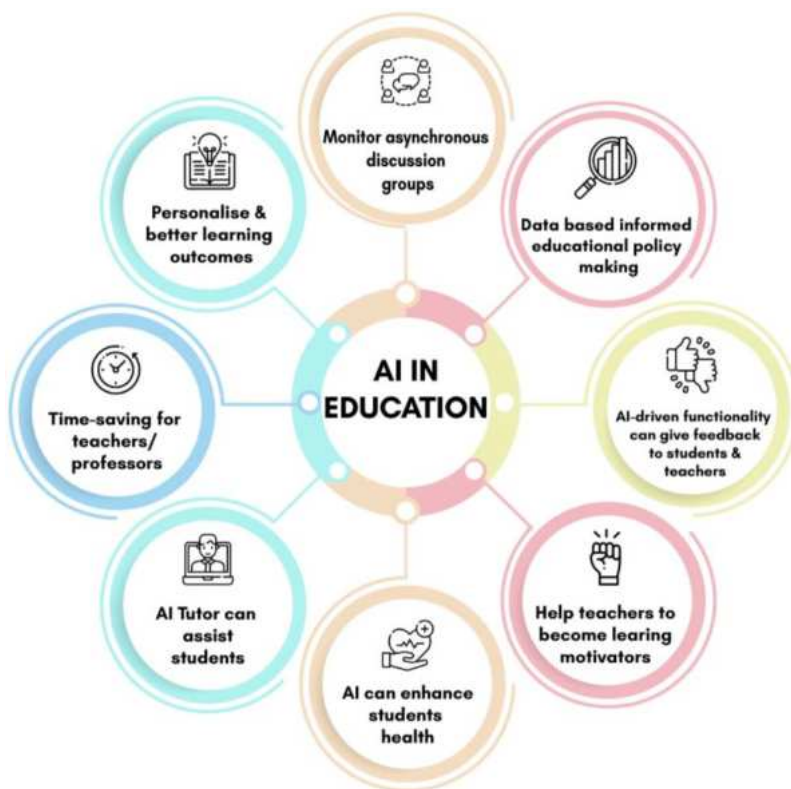 AI IN
EDUCATION
Monitor asynchronous
discussion
groups
Data based informed
educational policy
making
AI-driven functionality
can give feedback
to students &
teachers
Help teachers to
become learing
motivators
AI can enhance
students
health
AI Tutor can
assist
students
Time-saving for
teachers/
professors
Personalise &
better learning
outcomes